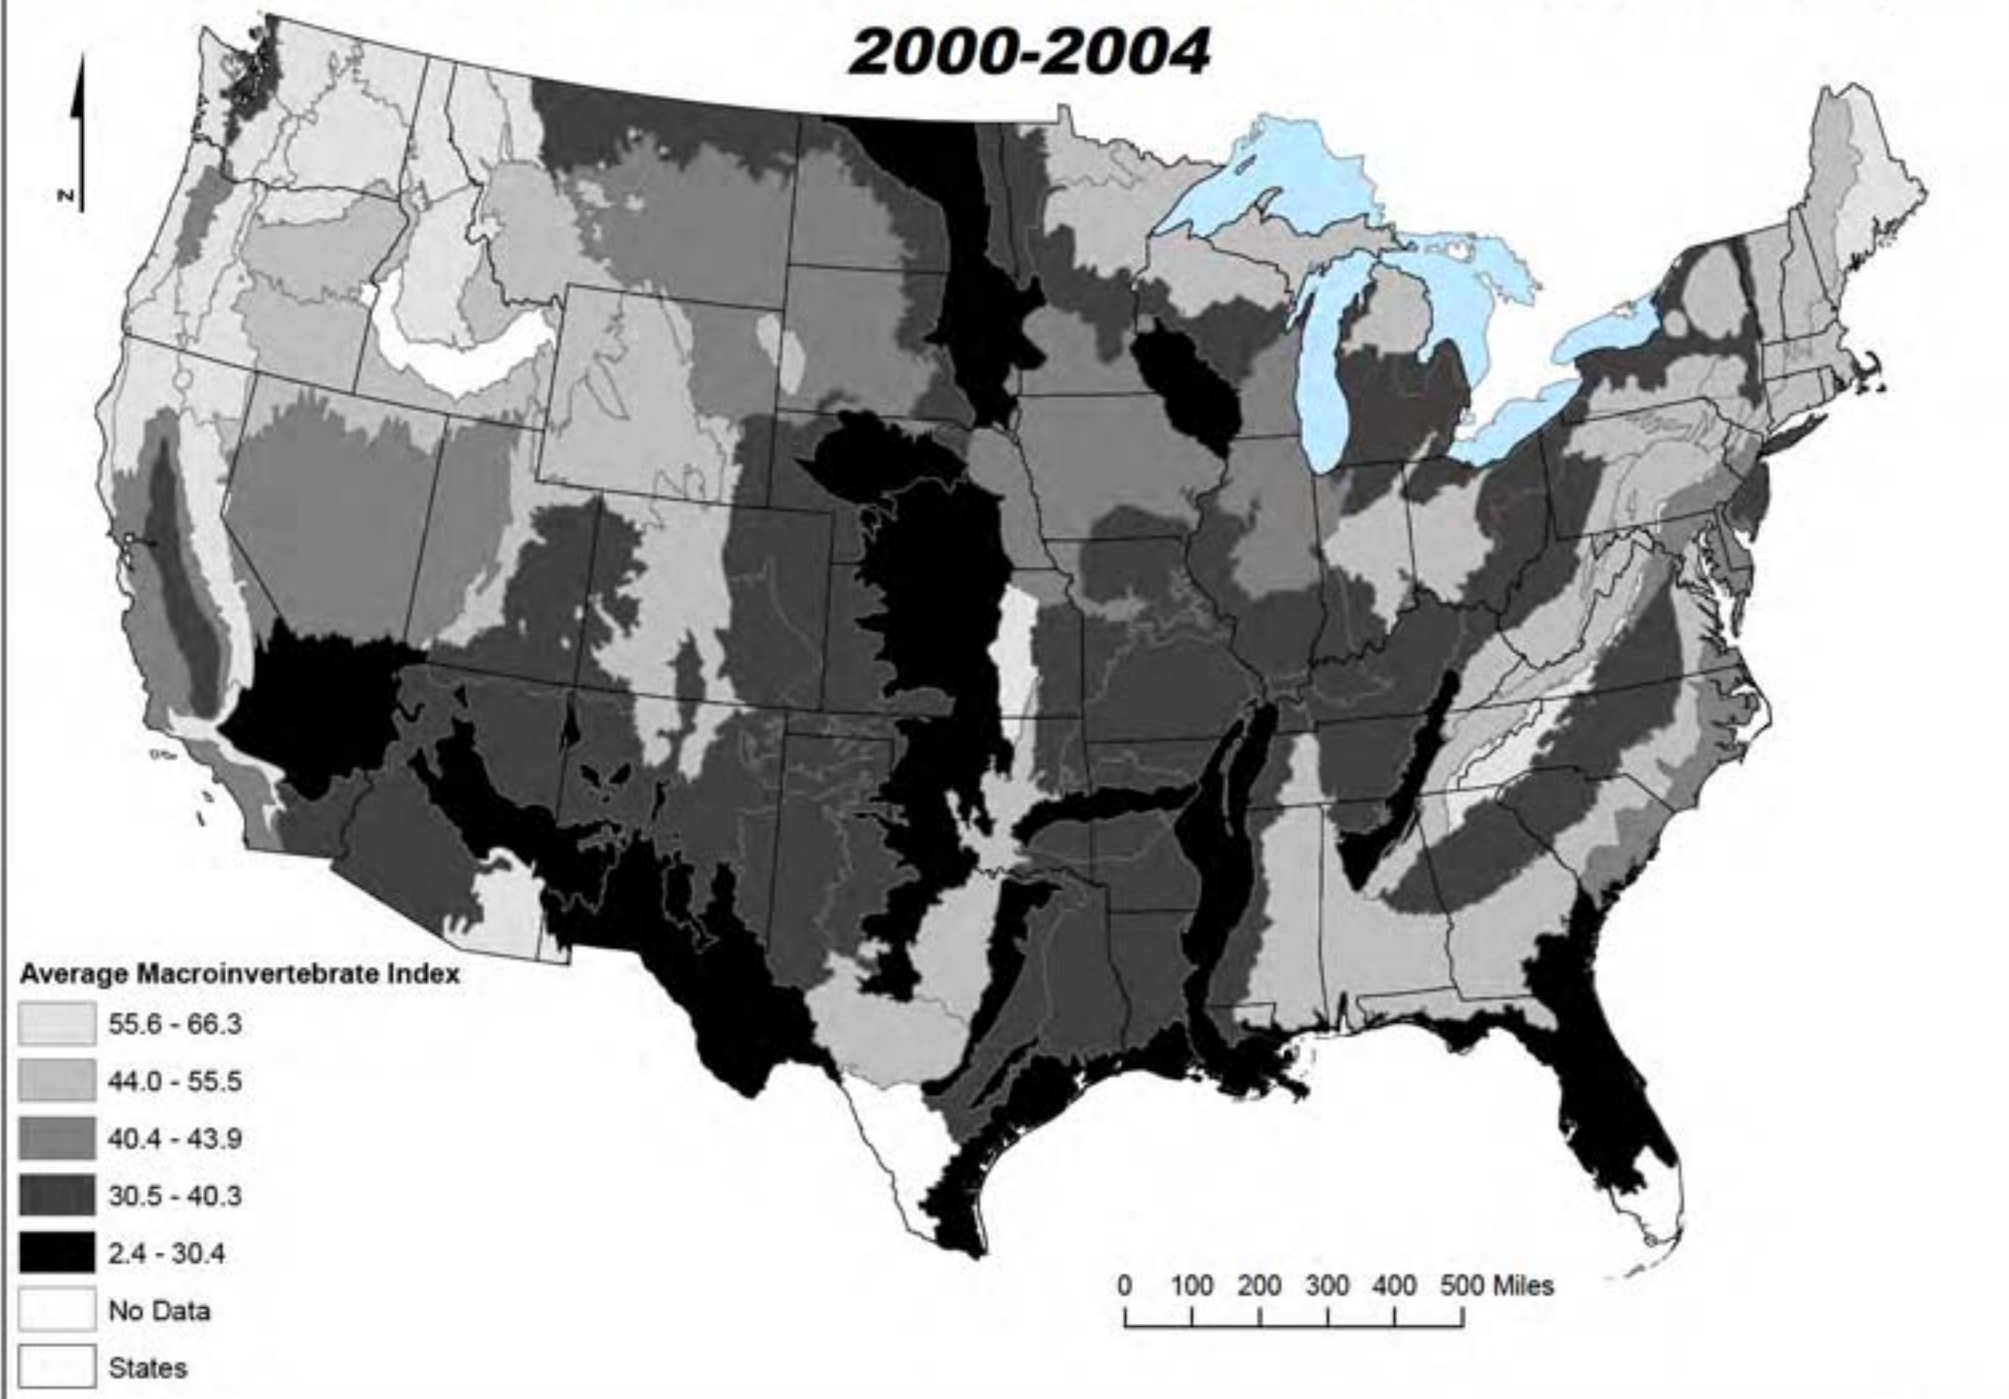 2000-2004
N
Average Macroinvertebrate Index
55.6 - 66.3
44.0 - 55.5
40.4 - 43.9
30.5 - 40.3
2.4 - 30.4
No Data
States
0 100 200 300 400 500 Miles